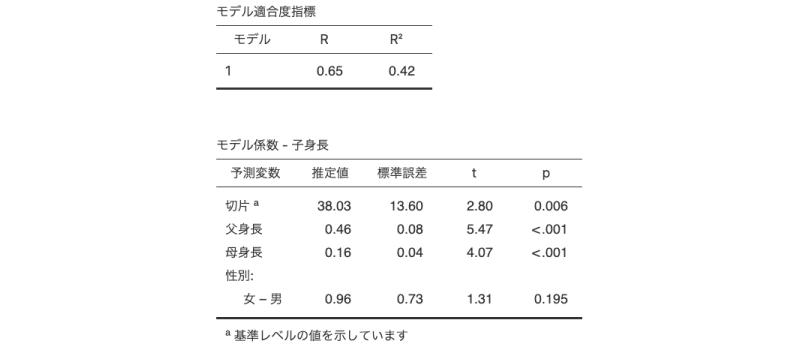 モデル適合度指標
モデル R R²
1 0.65 0.42
モデル係数 - 子身長
予測変数 推定値 標準誤差 t p
切片 ᵃ 38.03 13.60 2.80 0.006
父身長 0.46 0.08 5.47 <.001
母身長 0.16 0.04 4.07 <.001
性別:
女 – 男 0.96 0.73 1.31 0.195
ᵃ 基準レベルの値を示しています